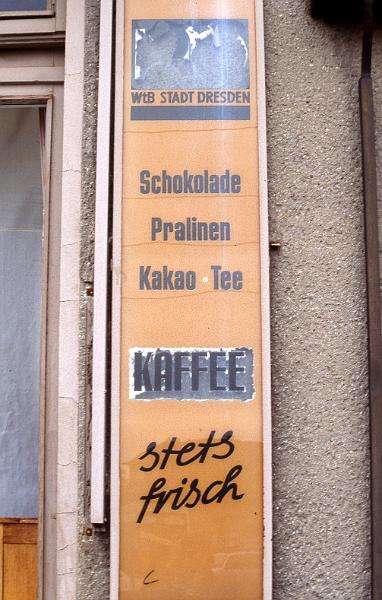 WtB STADT DRESDEN
Schokolade
Pralinen
Kakao · Tee
KAFFEE
stets
frisch